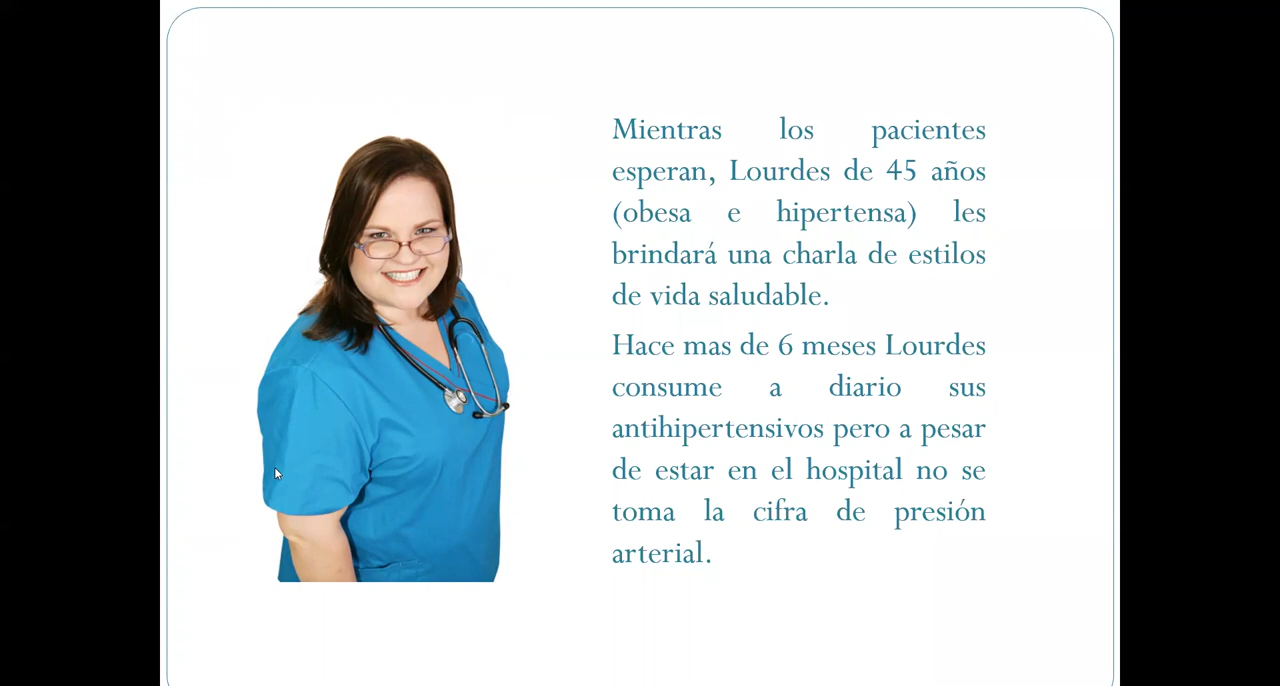 Mientras los pacientes
esperan, Lourdes de 45 años
(obesa e hipertensa) les
brindará una charla de estilos
de vida saludable.
Hace mas de 6 meses Lourdes
consume a diario sus
antihipertensivos pero a pesar
de estar en el hospital no se
toma la cifra de presión
arterial.